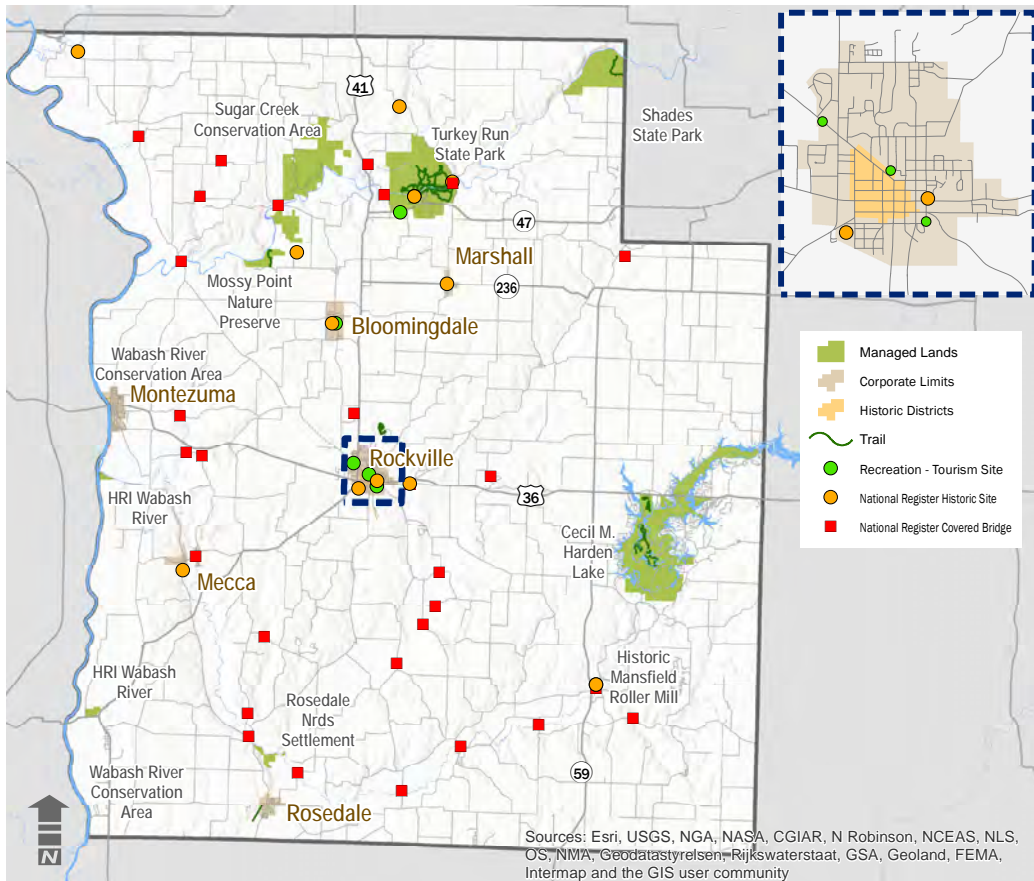 41
Sugar Creek
Conservation Area
Turkey Run
State Park
Shades
State Park
47
Marshall
236
Mossy Point
Nature
Preserve
Bloomingdale
Wabash River
Conservation Area
Montezuma
Rockville
36
HRI Wabash
River
Cecil M.
Harden
Lake
Mecca
Historic
Mansfield
Roller Mill
HRI Wabash
River
Rosedale
Nrds
Settlement
59
Wabash River
Conservation
Area
Rosedale
N
Managed Lands
Corporate Limits
Historic Districts
Trail
Recreation - Tourism Site
National Register Historic Site
National Register Covered Bridge
Sources: Esri, USGS, NGA, NASA, CGIAR, N Robinson, NCEAS, NLS,
OS, NMA, Geodatastyrelsen, Rijkswaterstaat, GSA, Geoland, FEMA,
Intermap and the GIS user community